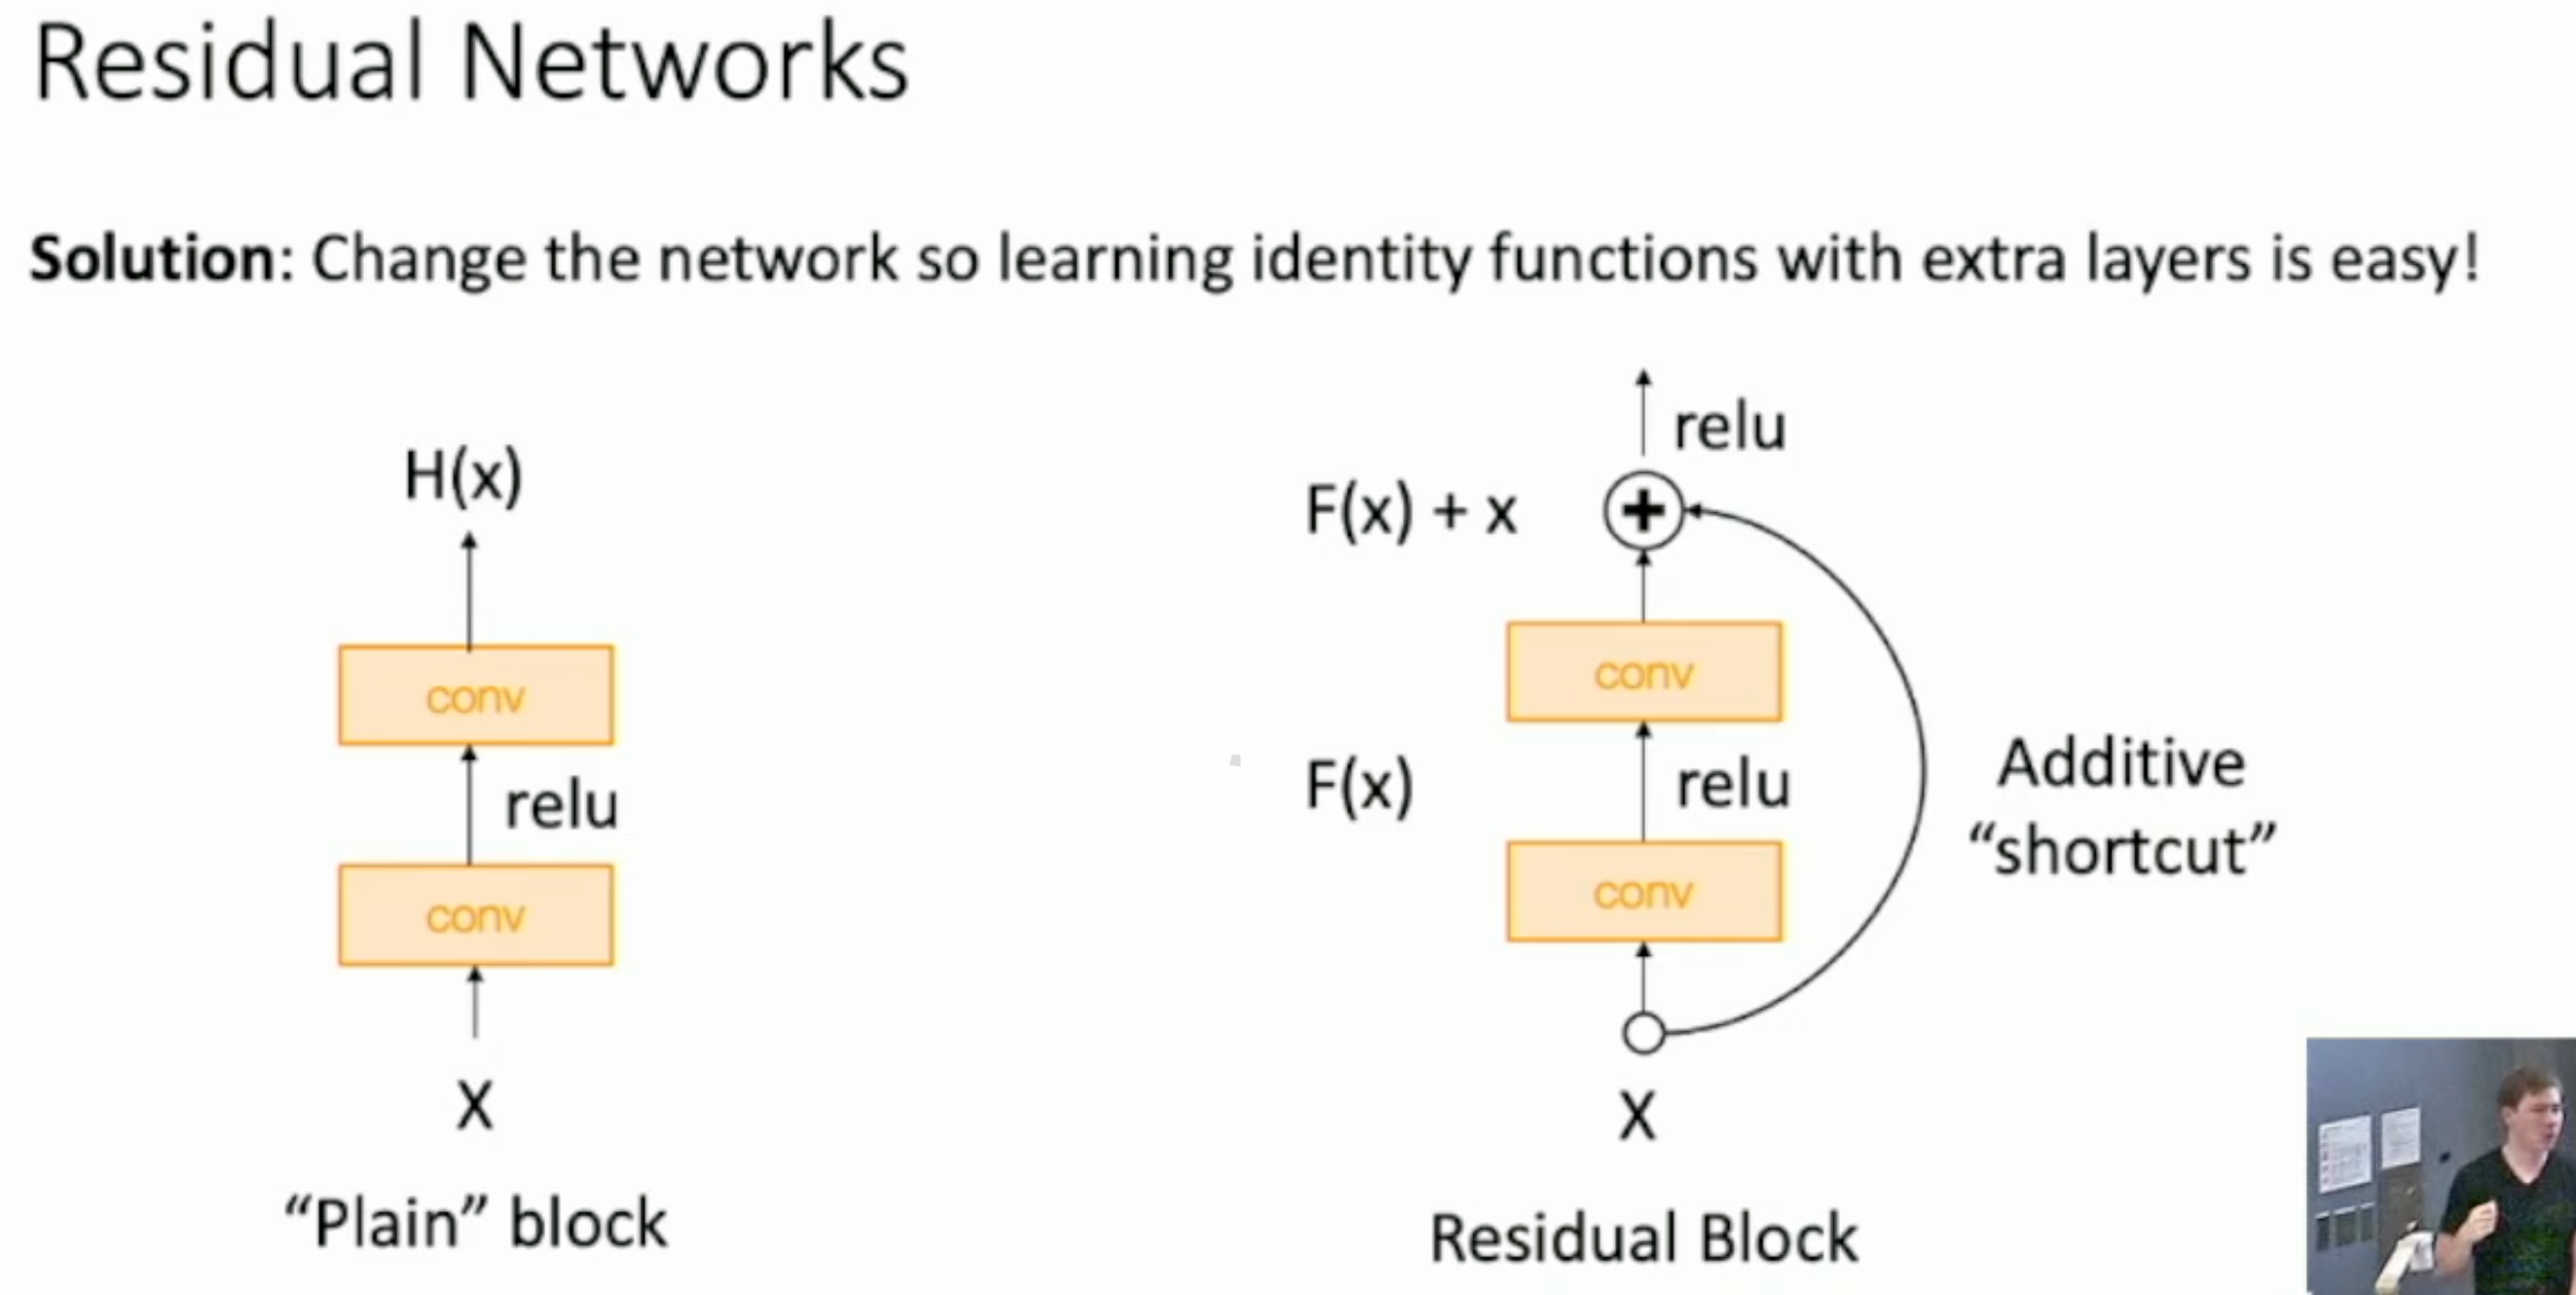 Residual Networks
Solution: Change the network so learning identity functions with extra layers is easy!
H(x)
conv
relu
conv
X
“Plain” block
relu
F(x) + x
conv
F(x)
relu
conv
X
Residual Block
Additive
“shortcut”